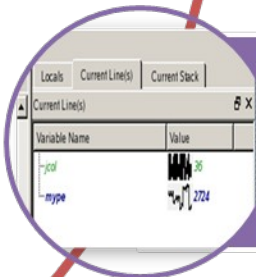 Locals Current Line(s) Current Stack
Current Line(s)
Variable Name Value
jcol 36
mype 2724